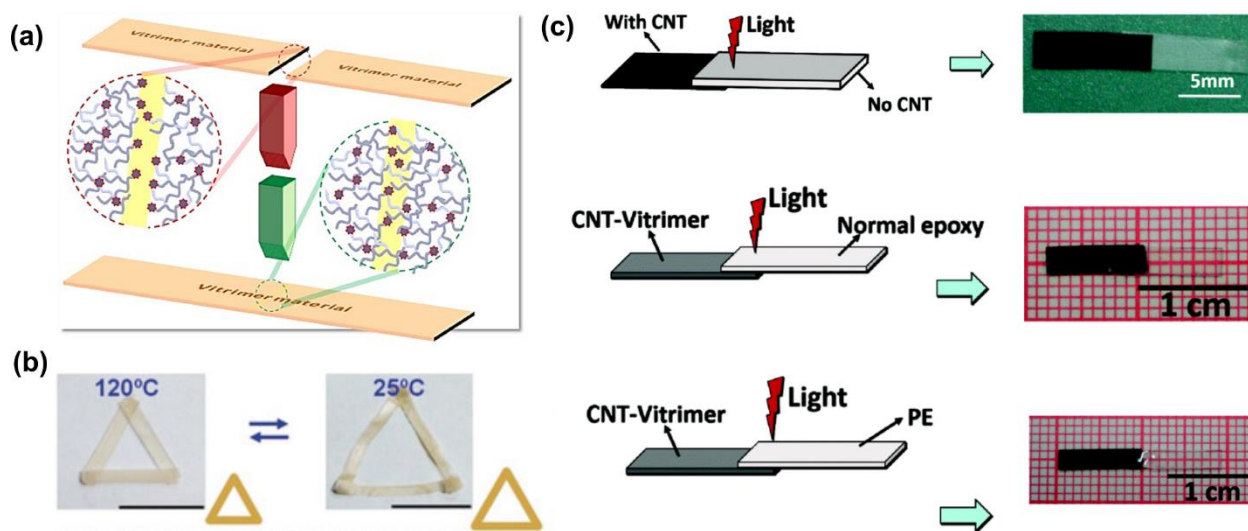 (a)
Vitrimer material
Vitrimer material
Vitrimer material
(b)
120ºC
25ºC
(c)
With CNT
Light
No CNT
5mm
CNT-Vitrimer
Light
Normal epoxy
1 cm
CNT-Vitrimer
Light
PE
1 cm